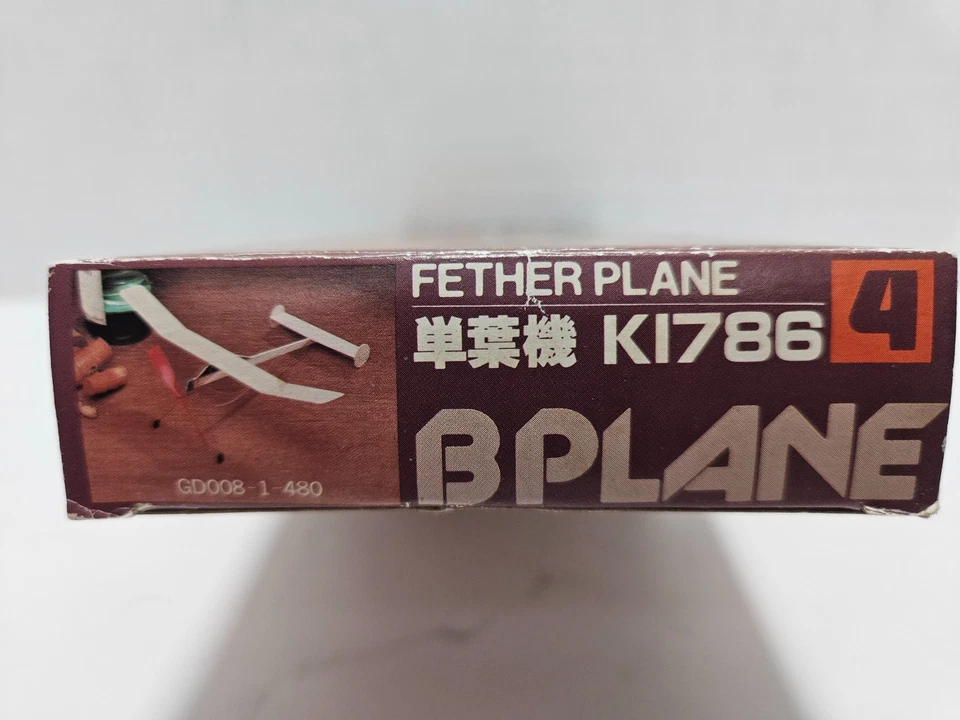 FETHER PLANE
単葉機 KI786
4
B PLANE
GD008-1-480